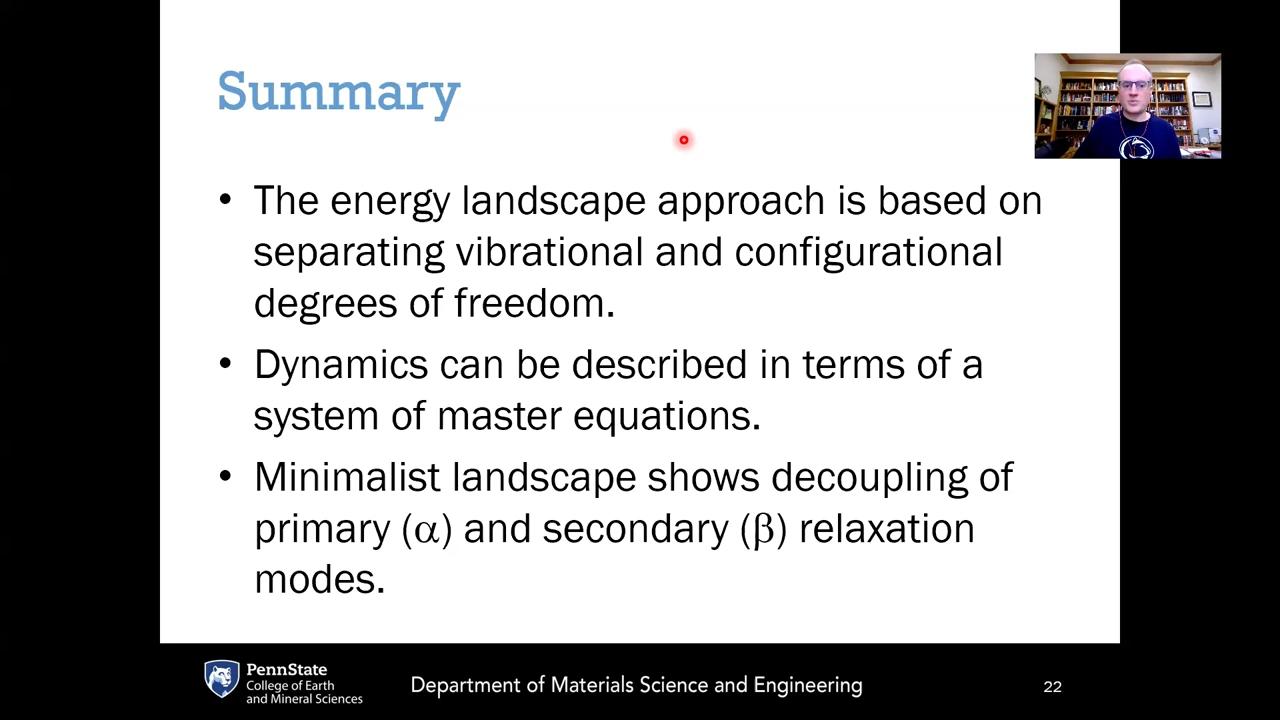 Summary
• The energy landscape approach is based on
separating vibrational and configurational
degrees of freedom.
• Dynamics can be described in terms of a
system of master equations.
• Minimalist landscape shows decoupling of
primary (α) and secondary (β) relaxation
modes.
PennState
College of Earth
and Mineral Sciences
Department of Materials Science and Engineering
22